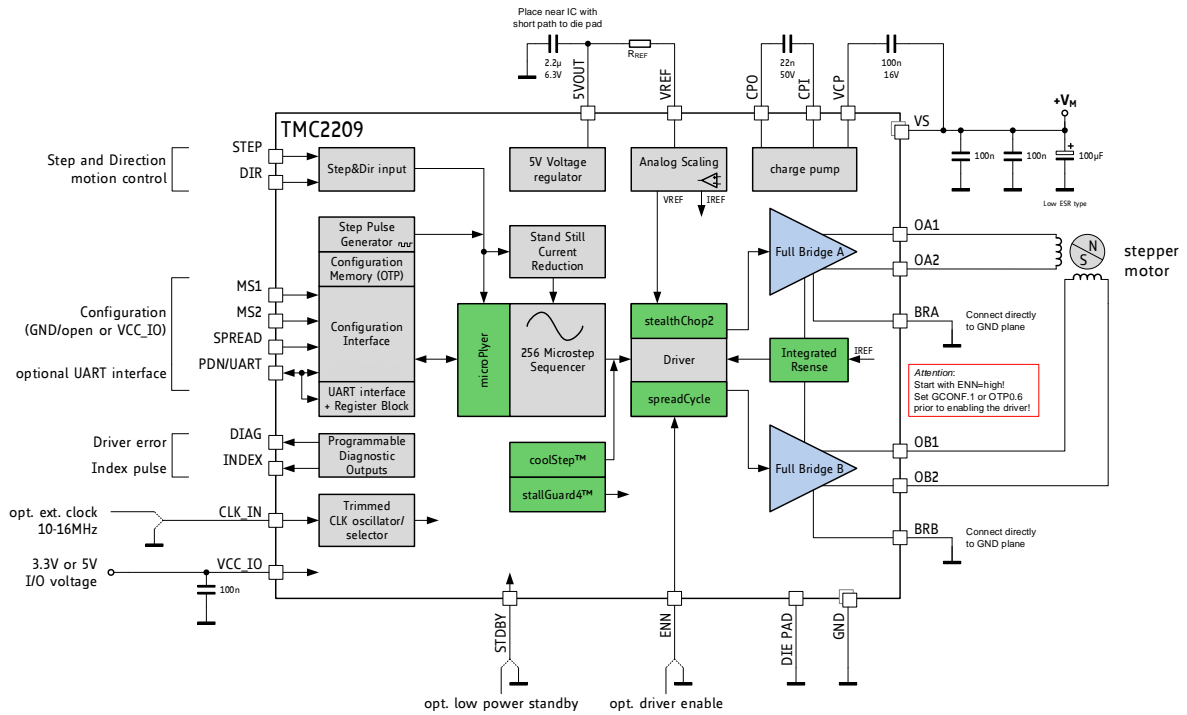 Place near IC with
short path to die pad
2.2µ
6.3V
RREF
5VOUT
VREF
22n
50V
CPO
CPI
100n
16V
VCP
+VM
VS
100n
100n
100µF
+
Low ESR type
TMC2209
Step and Direction
motion control
STEP
DIR
Step&Dir input
5V Voltage
regulator
Analog Scaling
VREF
IREF
charge pump
Step Pulse
Generator
Configuration
Memory (OTP)
Configuration
Interface
UART interface
+ Register Block
Stand Still
Current
Reduction
Full Bridge A
OA1
OA2
N
S
stepper
motor
Configuration
(GND/open or VCC_IO)
optional UART interface
MS1
MS2
SPREAD
PDN/UART
microPlyer
256 Microstep
Sequencer
stealthChop2
Driver
spreadCycle
Integrated
Rsense
IREF
BRA
Connect directly
to GND plane
Attention:
Start with ENN=high!
Set GCONF.1 or OTP0.6
prior to enabling the driver!
Driver error
Index pulse
DIAG
INDEX
Programmable
Diagnostic
Outputs
coolStep™
stallGuard4™
Full Bridge B
OB1
OB2
opt. ext. clock
10-16MHz
CLK_IN
Trimmed
CLK oscillator/
selector
BRB
Connect directly
to GND plane
3.3V or 5V
I/O voltage
VCC_IO
100n
STDBY
ENN
DIE PAD
GND
opt. low power standby
opt. driver enable